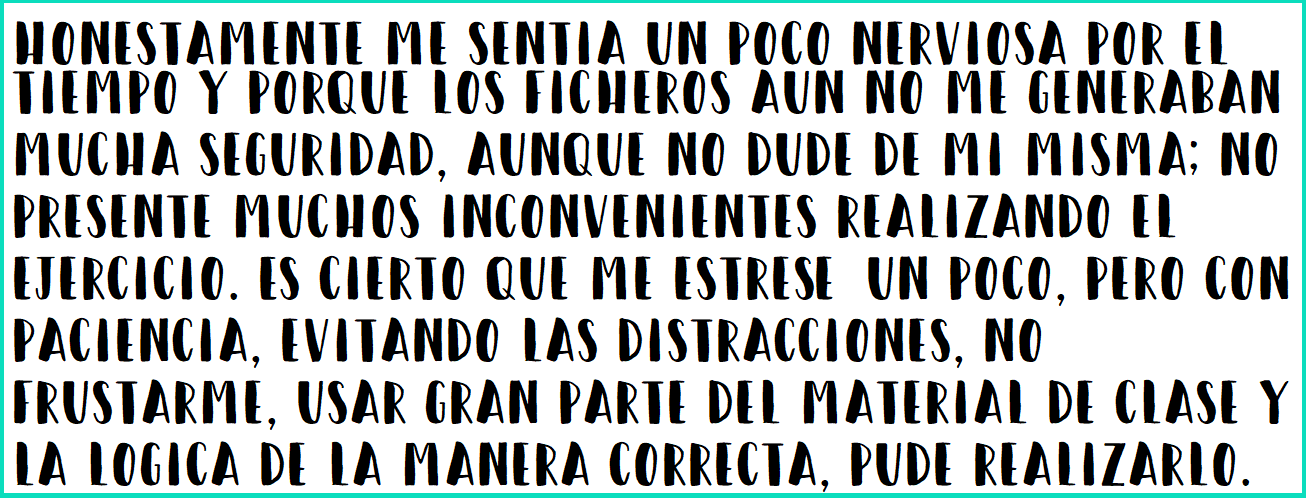 HONESTAMENTE ME SENTIA UN POCO NERVIOSA POR EL
TIEMPO Y PORQUE LOS FICHEROS AUN NO ME GENERABAN
MUCHA SEGURIDAD, AUNQUE NO DUDE DE MI MISMA; NO
PRESENTE MUCHOS INCONVENIENTES REALIZANDO EL
EJERCICIO. ES CIERTO QUE ME ESTRESE UN POCO, PERO CON
PACIENCIA, EVITANDO LAS DISTRACCIONES, NO
FRUSTARME, USAR GRAN PARTE DEL MATERIAL DE CLASE Y
LA LOGICA DE LA MANERA CORRECTA, PUDE REALIZARLO.